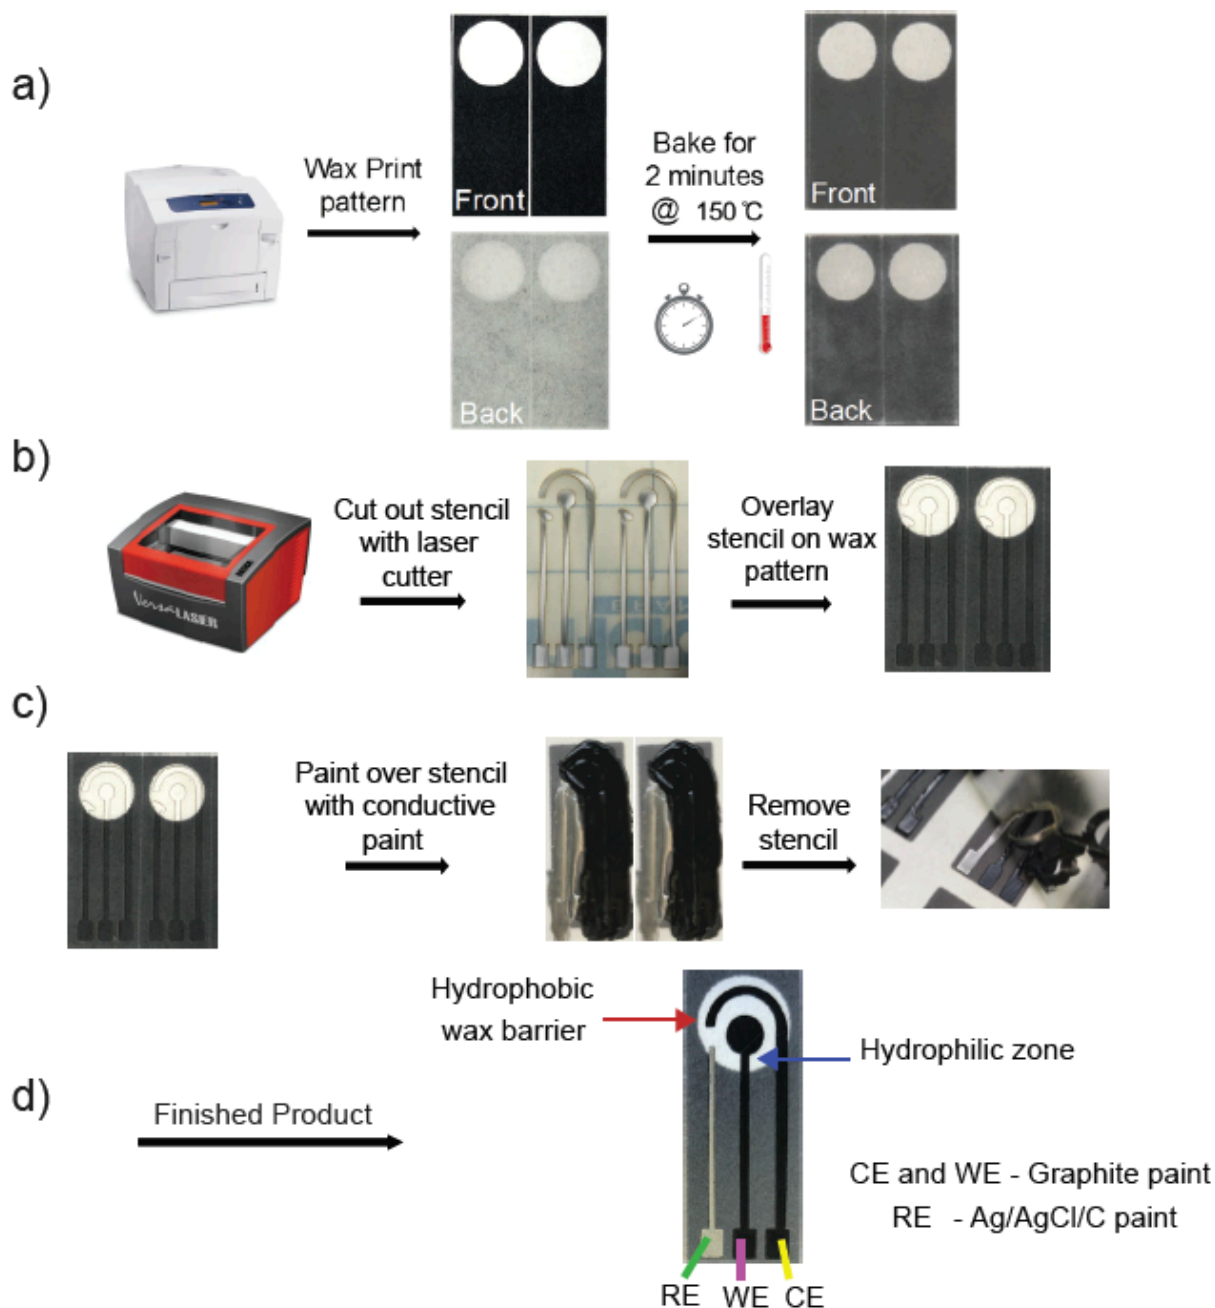 a)
Wax Print
pattern
Front
Back
Bake for
2 minutes
@ 150 °C
Front
Back
b)
VersaLASER
Cut out stencil
with laser
cutter
Overlay
stencil on wax
pattern
c)
Paint over stencil
with conductive
paint
Remove
stencil
d)
Finished Product
Hydrophobic
wax barrier
Hydrophilic zone
CE and WE - Graphite paint
RE - Ag/AgCl/C paint
RE WE CE